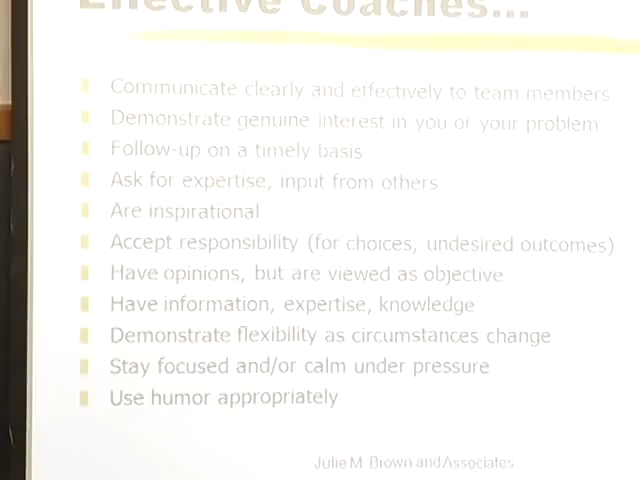 Effective Coaches...
Communicate clearly and effectively to team members
Demonstrate genuine interest in you or your problem
Follow-up on a timely basis
Ask for expertise, input from others
Are inspirational
Accept responsibility (for choices, undesired outcomes)
Have opinions, but are viewed as objective
Have information, expertise, knowledge
Demonstrate flexibility as circumstances change
Stay focused and/or calm under pressure
Use humor appropriately
Julie M Brown and Associates